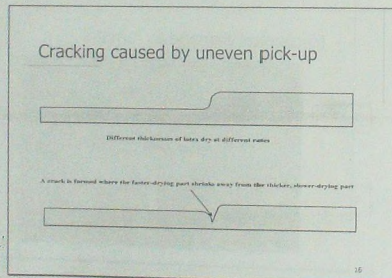 Cracking caused by uneven pick-up
Different thicknesses of latex dry at different rates
A crack is formed where the faster-drying part shrinks away from the thicker, slower-drying part
16